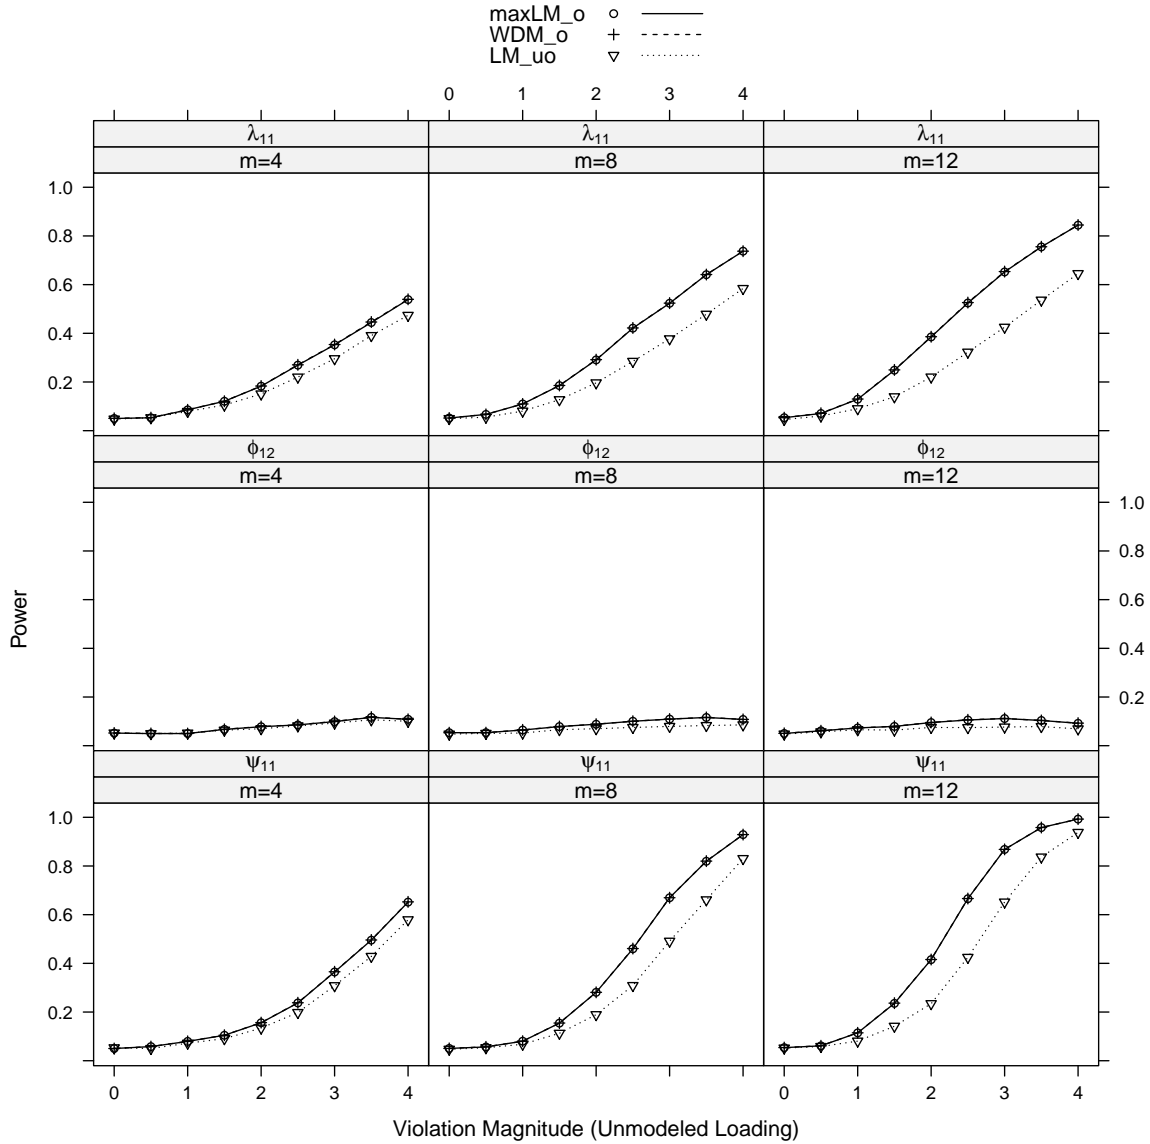 maxLM_o
WDM_o
LM_uo
0 1 2 3 4
λ₁₁ λ₁₁ λ₁₁
m=4 m=8 m=12
1.0
0.8
0.6
0.4
0.2
ϕ₁₂ ϕ₁₂ ϕ₁₂
m=4 m=8 m=12
1.0
0.8
0.6
0.4
0.2
Power
ψ₁₁ ψ₁₁ ψ₁₁
m=4 m=8 m=12
1.0
0.8
0.6
0.4
0.2
0 1 2 3 4 0 1 2 3 4
Violation Magnitude (Unmodeled Loading)